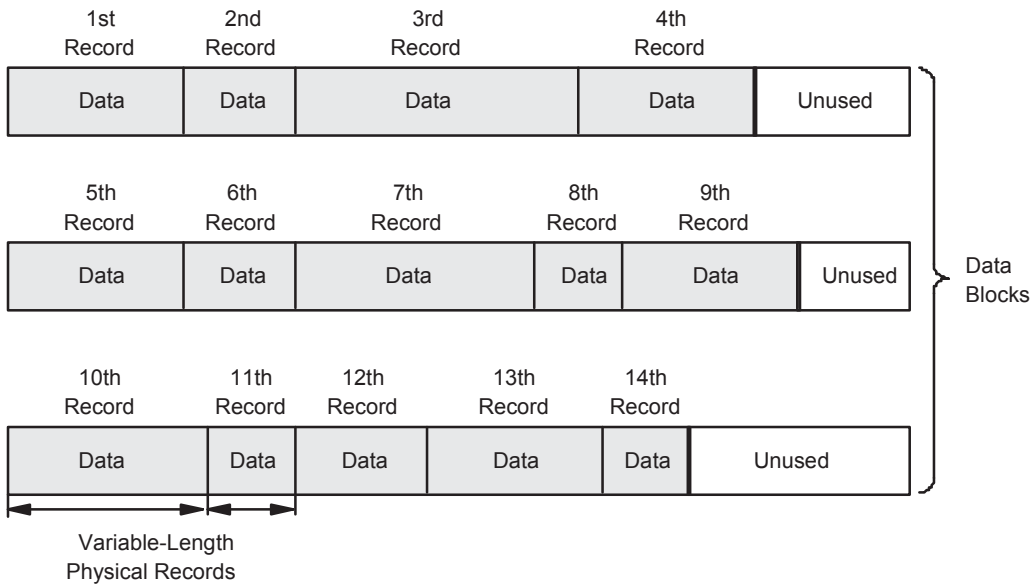 1st Record
2nd Record
3rd Record
4th Record
Data
Data
Data
Data
Unused
5th Record
6th Record
7th Record
8th Record
9th Record
Data
Data
Data
Data
Data
Unused
Data Blocks
10th Record
11th Record
12th Record
13th Record
14th Record
Data
Data
Data
Data
Data
Unused
Variable-Length
Physical Records